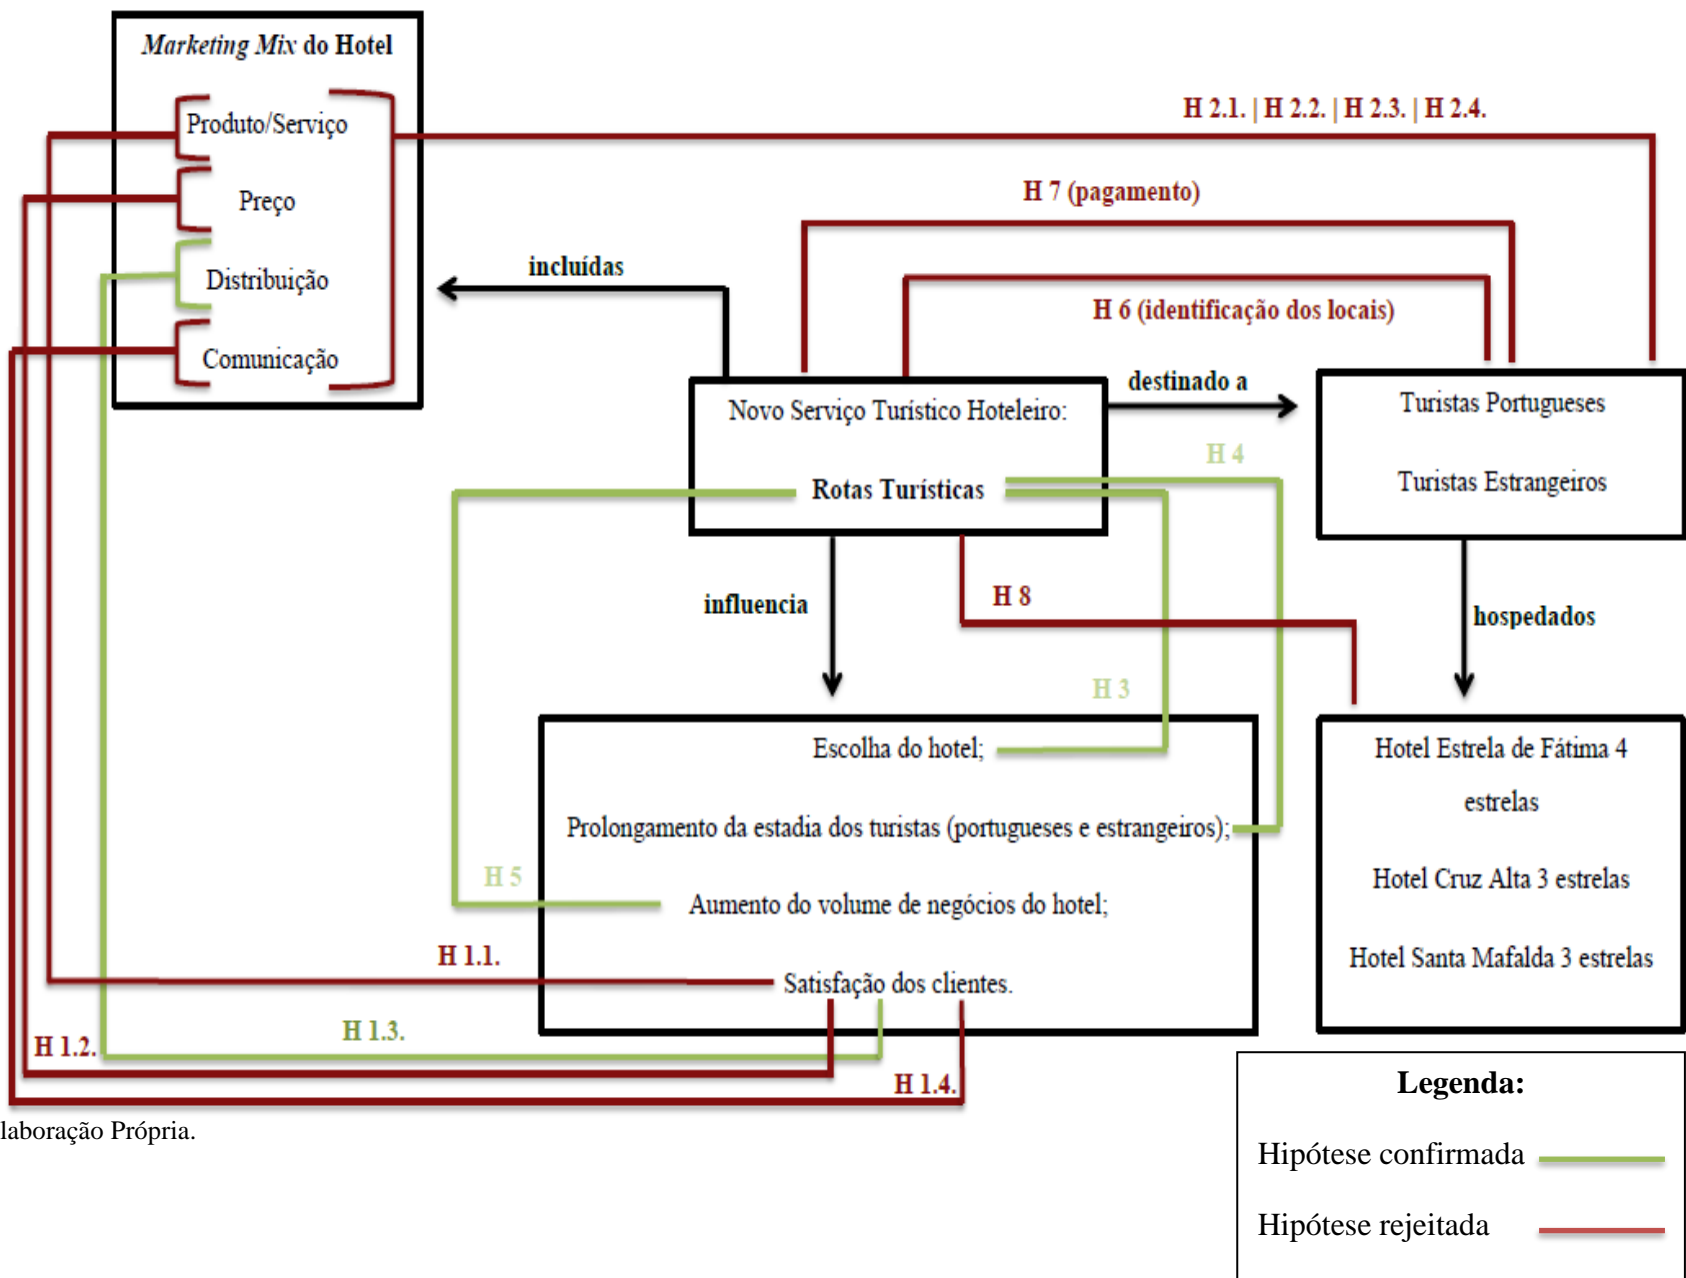 Marketing Mix do Hotel
Produto/Serviço
Preço
Distribuição
Comunicação
H 2.1. | H 2.2. | H 2.3. | H 2.4.
H 7 (pagamento)
incluídas
H 6 (identificação dos locais)
destinado a
Novo Serviço Turístico Hoteleiro:
Rotas Turísticas
Turistas Portugueses
Turistas Estrangeiros
H 4
influencia
H 8
hospedados
H 3
Escolha do hotel;
Prolongamento da estadia dos turistas (portugueses e estrangeiros);
H 5
Aumento do volume de negócios do hotel;
H 1.1.
Satisfação dos clientes.
Hotel Estrela de Fátima 4
estrelas
Hotel Cruz Alta 3 estrelas
Hotel Santa Mafalda 3 estrelas
H 1.2.
H 1.3.
H 1.4.
laboração Própria.
Legenda:
Hipótese confirmada
Hipótese rejeitada